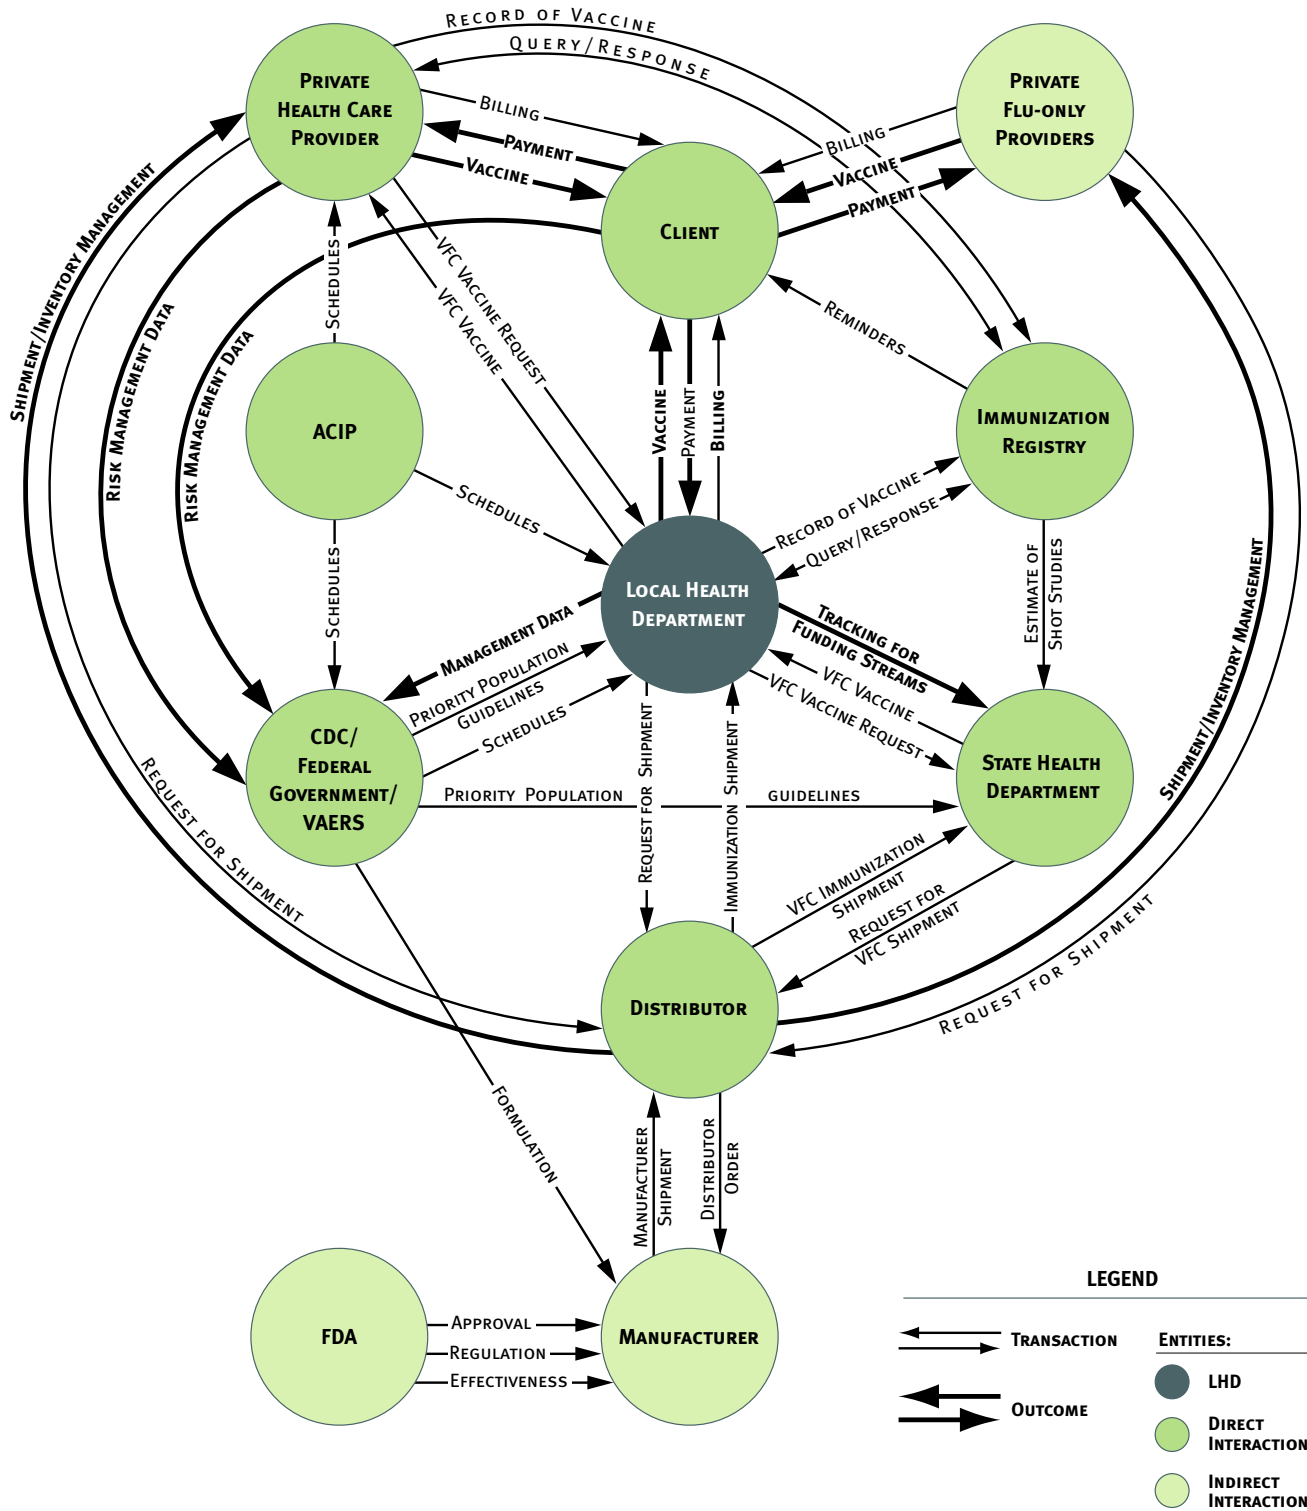 RECORD OF VACCINE
QUERY/RESPONSE
PRIVATE
HEALTH CARE
PROVIDER
PRIVATE
FLU-ONLY
PROVIDERS
BILLING
PAYMENT
VACCINE
BILLING
VACCINE
PAYMENT
CLIENT
SHIPMENT/INVENTORY MANAGEMENT
RISK MANAGEMENT DATA
RISK MANAGEMENT DATA
SCHEDULES
VFC VACCINE REQUEST
VFC VACCINE
REMINDERS
ACIP
VACCINE
PAYMENT
BILLING
IMMUNIZATION
REGISTRY
SCHEDULES
RECORD OF VACCINE
QUERY/RESPONSE
SCHEDULES
LOCAL HEALTH
DEPARTMENT
ESTIMATE OF
SHOT STUDIES
MANAGEMENT DATA
PRIORITY POPULATION
GUIDELINES
SCHEDULES
TRACKING FOR
FUNDING STREAMS
VFC VACCINE
VFC VACCINE REQUEST
SHIPMENT/INVENTORY MANAGEMENT
CDC/
FEDERAL
GOVERNMENT/
VAERS
STATE HEALTH
DEPARTMENT
PRIORITY POPULATION GUIDELINES
REQUEST FOR SHIPMENT
IMMUNIZATION SHIPMENT
REQUEST FOR SHIPMENT
VFC IMMUNIZATION
SHIPMENT
REQUEST FOR
VFC SHIPMENT
REQUEST FOR SHIPMENT
DISTRIBUTOR
FORMULATION
MANUFACTURER
SHIPMENT
DISTRIBUTOR
ORDER
FDA
APPROVAL
REGULATION
EFFECTIVENESS
MANUFACTURER
LEGEND
TRANSACTION
OUTCOME
ENTITIES:
LHD
DIRECT
INTERACTION
INDIRECT
INTERACTION